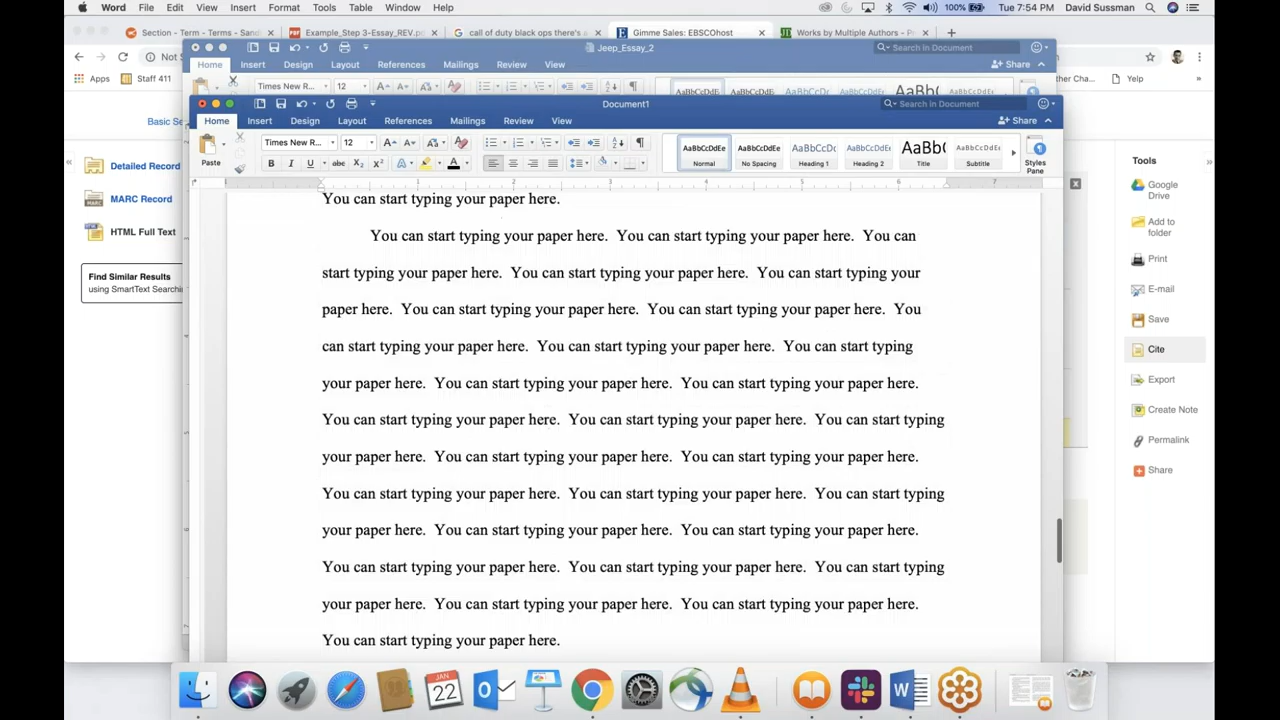 Word File Edit View Insert Format Tools Table Window Help 100% Tue 7:54 PM David Sussman
Section - Term - Terms - San Example_Step 3-Essay_REV.p call of duty black ops there's a Gimme Sales: EBSCOhost Works by Multiple Authors - P
Jeep_Essay_2 Search in Document
Not S
Home Insert Design Layout References Mailings Review View Share
Apps Staff 411 Times New R... 12 AaBbCcDdEe AaBbCcDdEe AaBbCcDc AaBbCcDdEe AaBb( AaBbCcDdEe ther Cha... Yelp
Document1 Search in Document
Basic Se Home Insert Design Layout References Mailings Review View Share
Paste Times New R... 12 B I U abc X₂ X² A A
AaBbCcDdEe AaBbCcDdEe AaBbCcDc AaBbCcDdEe AaBb( AaBbCcDdEe
Normal No Spacing Heading 1 Heading 2 Title Subtitle Styles Pane
1 2 3 4 5 6 7
Detailed Record
MARC Record
HTML Full Text
Find Similar Results
using SmartText Searchi
You can start typing your paper here.
You can start typing your paper here. You can start typing your paper here. You can
start typing your paper here. You can start typing your paper here. You can start typing your
paper here. You can start typing your paper here. You can start typing your paper here. You
can start typing your paper here. You can start typing your paper here. You can start typing
your paper here. You can start typing your paper here. You can start typing your paper here.
You can start typing your paper here. You can start typing your paper here. You can start typing
your paper here. You can start typing your paper here. You can start typing your paper here.
You can start typing your paper here. You can start typing your paper here. You can start typing
your paper here. You can start typing your paper here. You can start typing your paper here.
You can start typing your paper here. You can start typing your paper here. You can start typing
your paper here. You can start typing your paper here. You can start typing your paper here.
You can start typing your paper here.
Tools
Google
Drive
Add to
folder
Print
E-mail
Save
Cite
Export
Create Note
Permalink
Share
JAN
22